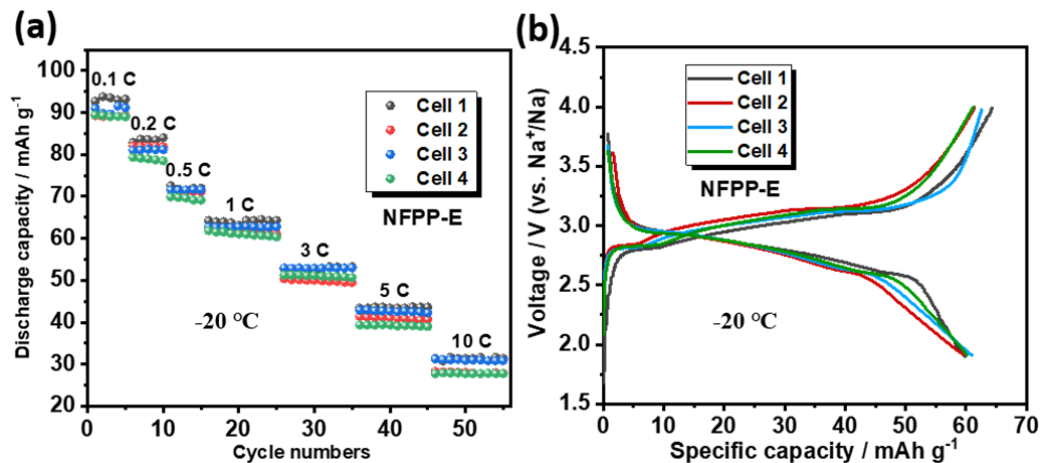 (a)
Discharge capacity / mAh g⁻¹
100
90
80
70
60
50
40
30
20
0.1 C
0.2 C
0.5 C
1 C
3 C
5 C
10 C
Cell 1
Cell 2
Cell 3
Cell 4
NFPP-E
-20 °C
0 10 20 30 40 50
Cycle numbers
(b)
Voltage / V (vs. Na⁺/Na)
4.5
4.0
3.5
3.0
2.5
2.0
1.5
Cell 1
Cell 2
Cell 3
Cell 4
NFPP-E
-20 °C
0 10 20 30 40 50 60 70
Specific capacity / mAh g⁻¹